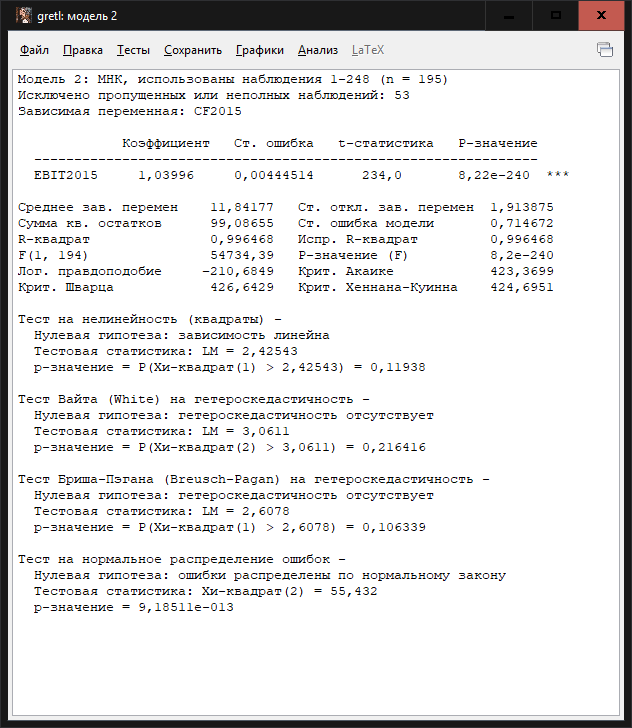 gretl: модель 2
Файл Правка Тесты Сохранить Графики Анализ LaTeX
Модель 2: МНК, использованы наблюдения 1-248 (n = 195)
Исключено пропущенных или неполных наблюдений: 53
Зависимая переменная: CF2015
Коэффициент Ст. ошибка t-статистика P-значение
---------------------------------------------------------------
EBIT2015 1,03996 0,00444514 234,0 8,22e-240 ***
Среднее зав. перемен 11,84177 Ст. откл. зав. перемен 1,913875
Сумма кв. остатков 99,08655 Ст. ошибка модели 0,714672
R-квадрат 0,996468 Испр. R-квадрат 0,996468
F(1, 194) 54734,39 P-значение (F) 8,2e-240
Лог. правдоподобие -210,6849 Крит. Акаике 423,3699
Крит. Шварца 426,6429 Крит. Хеннана-Куинна 424,6951
Тест на нелинейность (квадраты) -
Нулевая гипотеза: зависимость линейна
Тестовая статистика: LM = 2,42543
р-значение = P(Хи-квадрат(1) > 2,42543) = 0,11938
Тест Вайта (White) на гетероскедастичность -
Нулевая гипотеза: гетероскедастичность отсутствует
Тестовая статистика: LM = 3,0611
р-значение = P(Хи-квадрат(2) > 3,0611) = 0,216416
Тест Бриша-Пэгана (Breusch-Pagan) на гетероскедастичность -
Нулевая гипотеза: гетероскедастичность отсутствует
Тестовая статистика: LM = 2,6078
р-значение = P(Хи-квадрат(1) > 2,6078) = 0,106339
Тест на нормальное распределение ошибок -
Нулевая гипотеза: ошибки распределены по нормальному закону
Тестовая статистика: Хи-квадрат(2) = 55,432
р-значение = 9,18511e-013